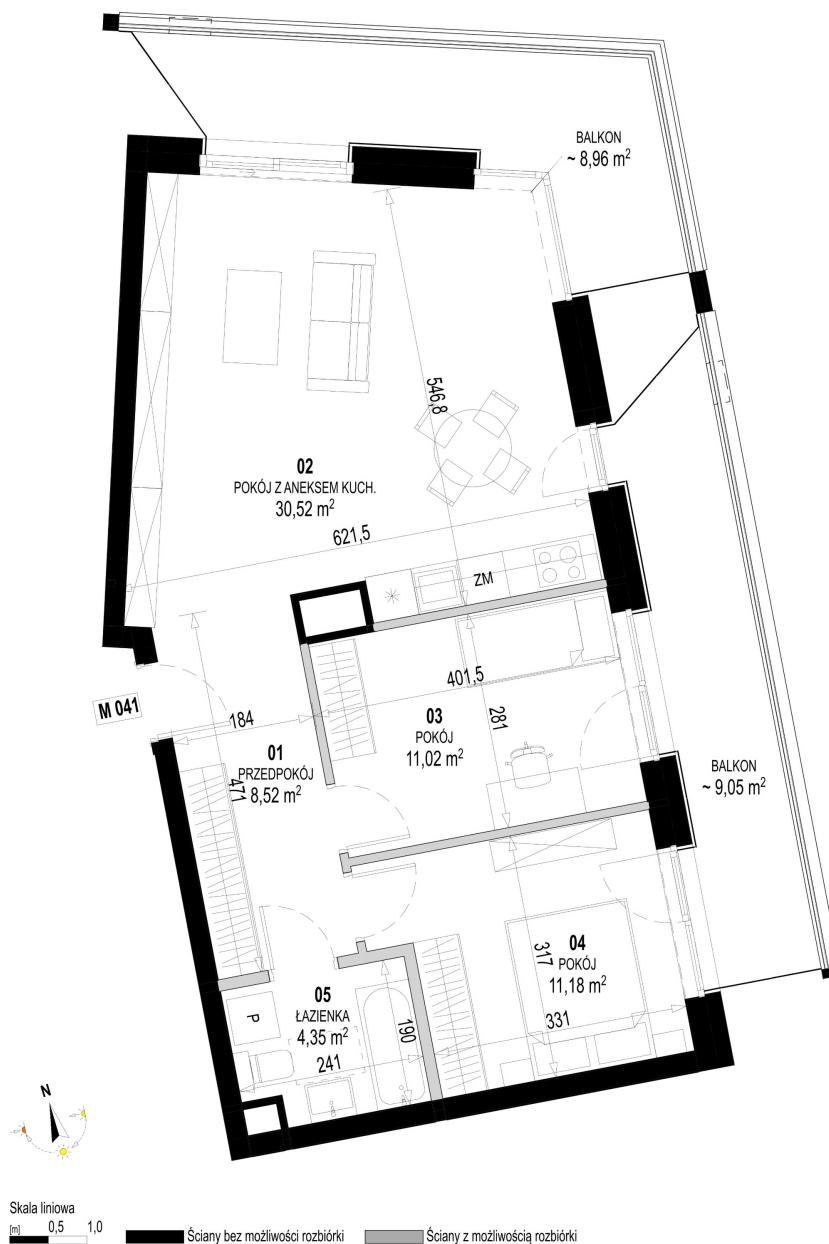 BALKON
~ 8,96 m²
546,8
02
POKÓJ Z ANEKSEM KUCH.
30,52 m²
621,5
ZM
M 041
184
401,5
03
POKÓJ
11,02 m²
281
01
PRZEDPOKÓJ
8,52 m²
471
BALKON
~ 9,05 m²
04
POKÓJ
11,18 m²
317
331
05
ŁAZIENKA
4,35 m²
P
190
241
N
Skala liniowa
[m] 0,5 1,0
Ściany bez możliwości rozbiórki
Ściany z możliwością rozbiórki